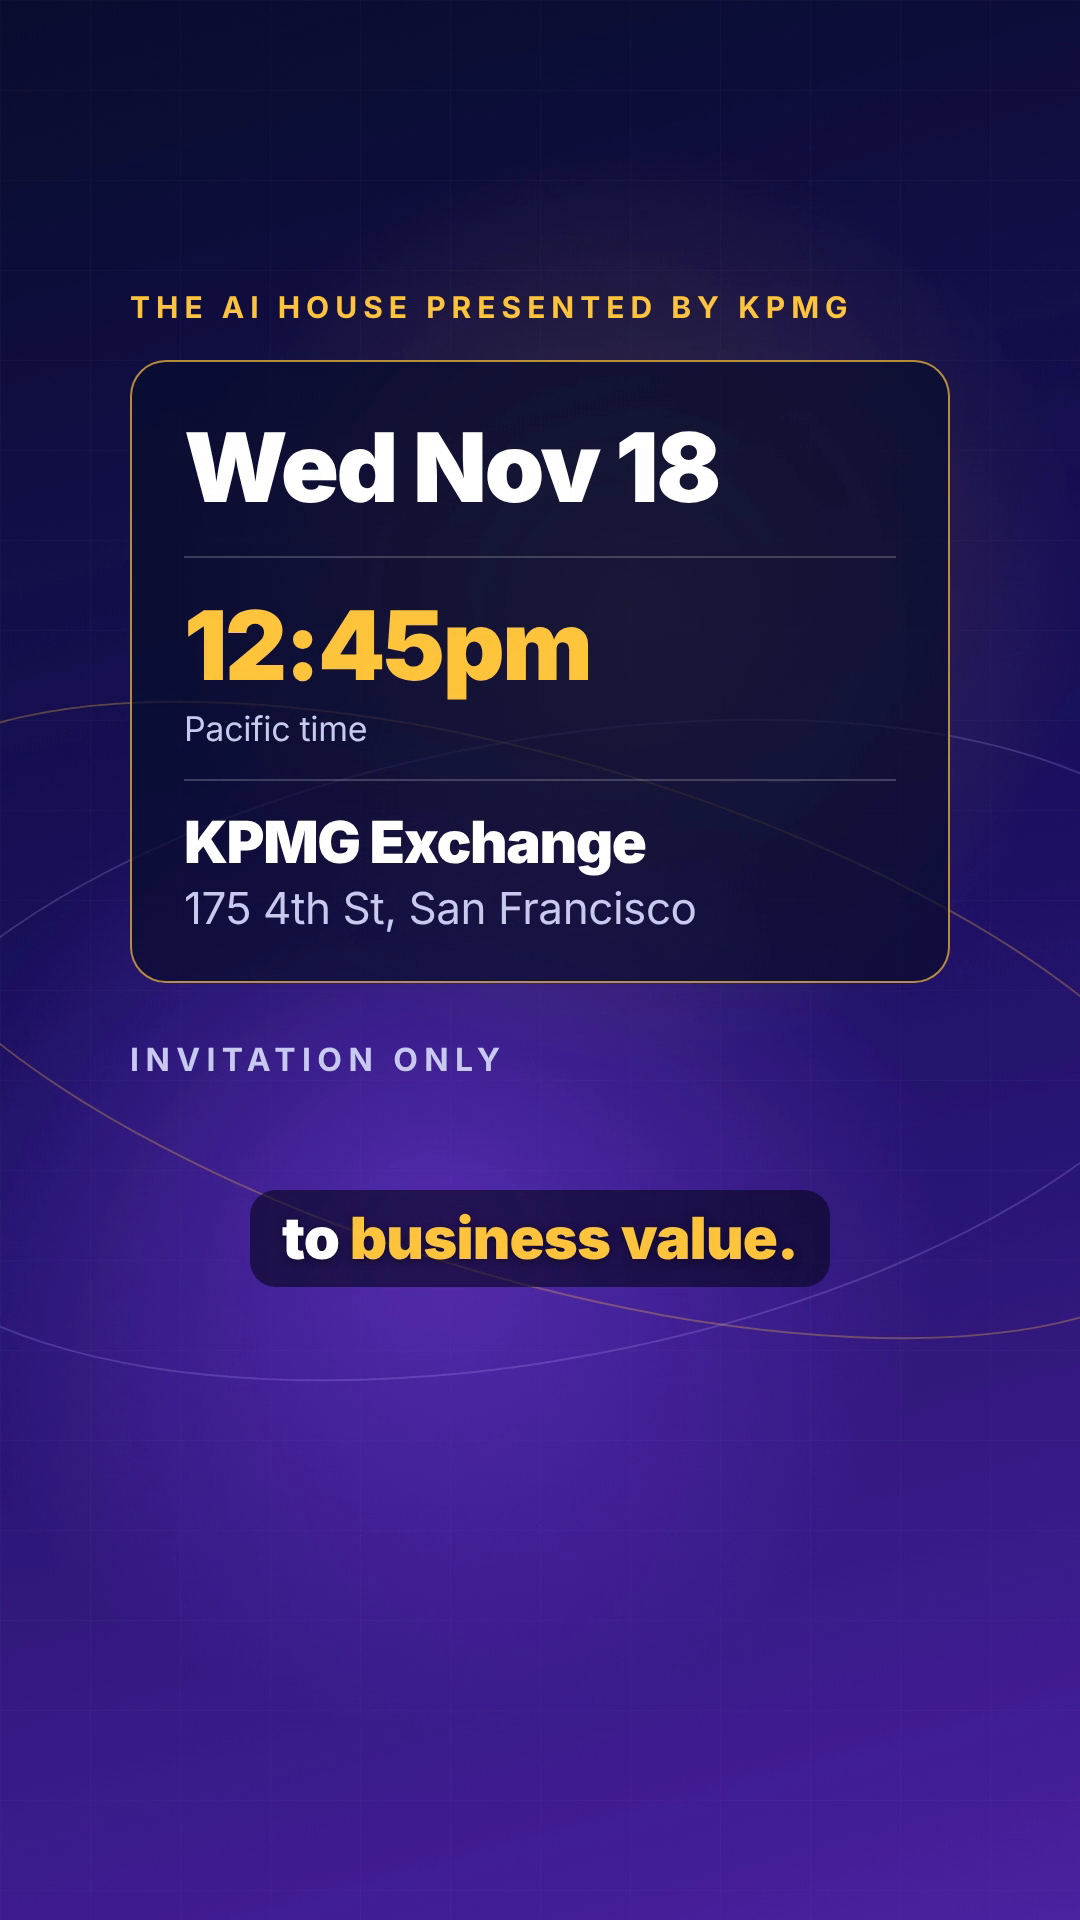 THE AI HOUSE PRESENTED BY KPMG
Wed Nov 18
12:45pm
Pacific time
KPMG Exchange
175 4th St, San Francisco
INVITATION ONLY
to business value.